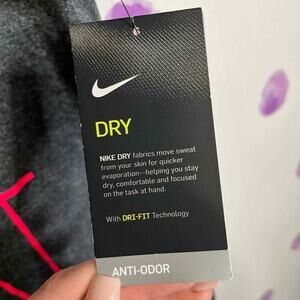 DRY
NIKE DRY fabrics move sweat
from your skin for quicker
evaporation—helping you stay
dry, comfortable and focused
on the task at hand.
With DRI-FIT Technology
ANTI-ODOR